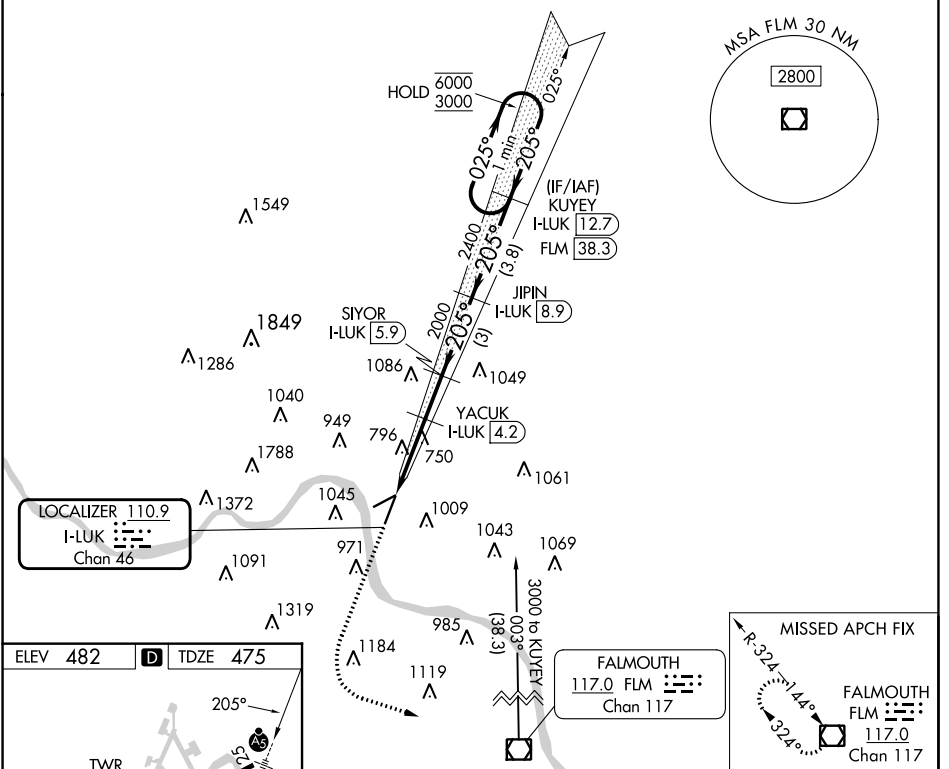 MSA FLM 30 NM
2800
HOLD 6000
3000
025°
025°
205°
1 min
(IF/IAF)
KUYEY
I-LUK 12.7
FLM 38.3
1549
2400
205°
(3.8)
JIPIN
I-LUK 8.9
SIYOR
I-LUK 5.9
2000
205°
(3)
1849
1286
1086
1049
1040
YACUK
I-LUK 4.2
949
796
750
1788
1061
1372
1045
1009
LOCALIZER 110.9
I-LUK
Chan 46
1043
1069
971
1091
1319
985
1184
1119
3000 to KUYEY
003°
(38.3)
FALMOUTH
117.0 FLM
Chan 117
MISSED APCH FIX
R-324
144°
324°
FALMOUTH
FLM
117.0
Chan 117
ELEV 482 D TDZE 475
205°
A5
25
TWR